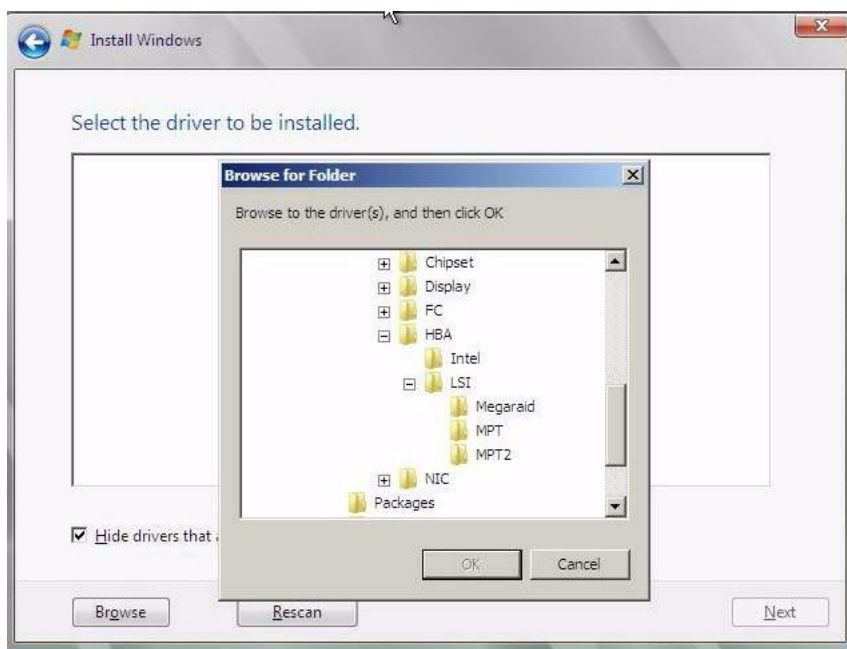 Install Windows
Select the driver to be installed.
Browse for Folder
Browse to the driver(s), and then click OK
Chipset
Display
FC
HBA
Intel
LSI
Megaraid
MPT
MPT2
NIC
Packages
Hide drivers that
OK
Cancel
Browse
Rescan
Next